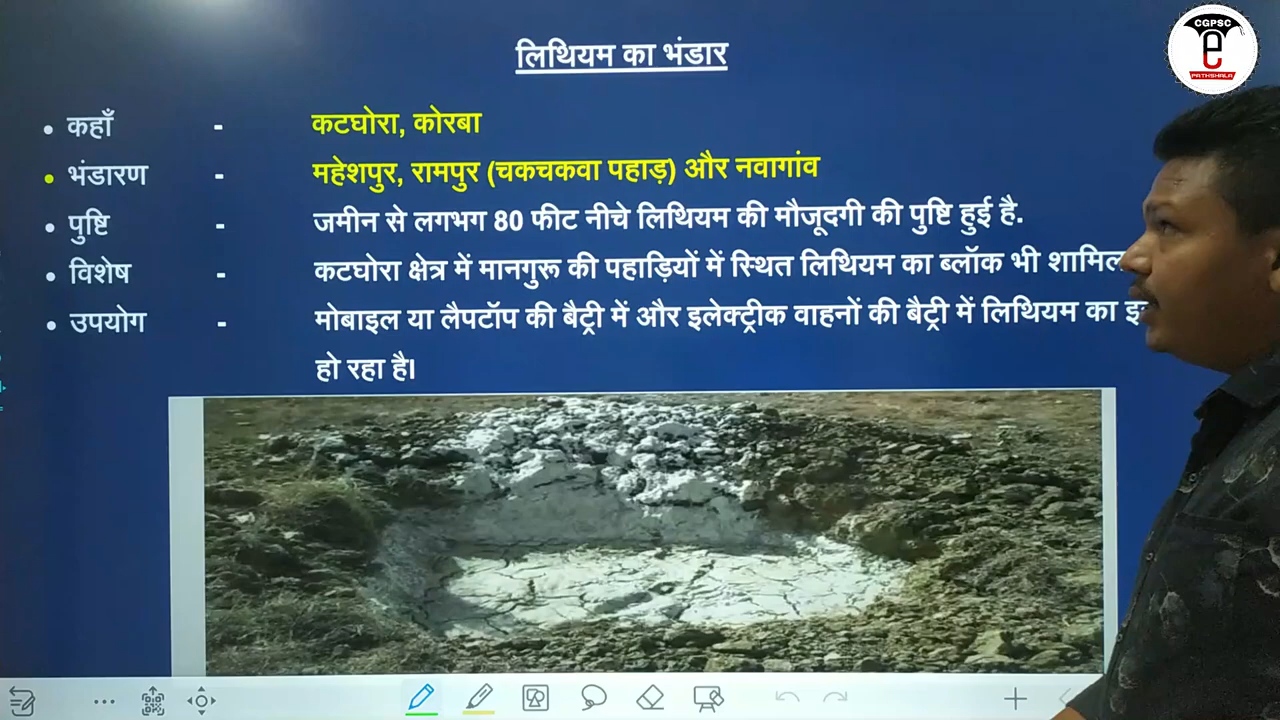 CGPSC
e
PATHSHALA
लिथियम का भंडार
• कहाँ - कटघोरा, कोरबा
• भंडारण - महेशपुर, रामपुर (चकचकवा पहाड़) और नवागांव
• पुष्टि - जमीन से लगभग 80 फीट नीचे लिथियम की मौजूदगी की पुष्टि हुई है.
• विशेष - कटघोरा क्षेत्र में मानगुरू की पहाड़ियों में स्थित लिथियम का ब्लॉक भी शामिल
• उपयोग - मोबाइल या लैपटॉप की बैट्री में और इलेक्ट्रीक वाहनों की बैट्री में लिथियम का
हो रहा है।